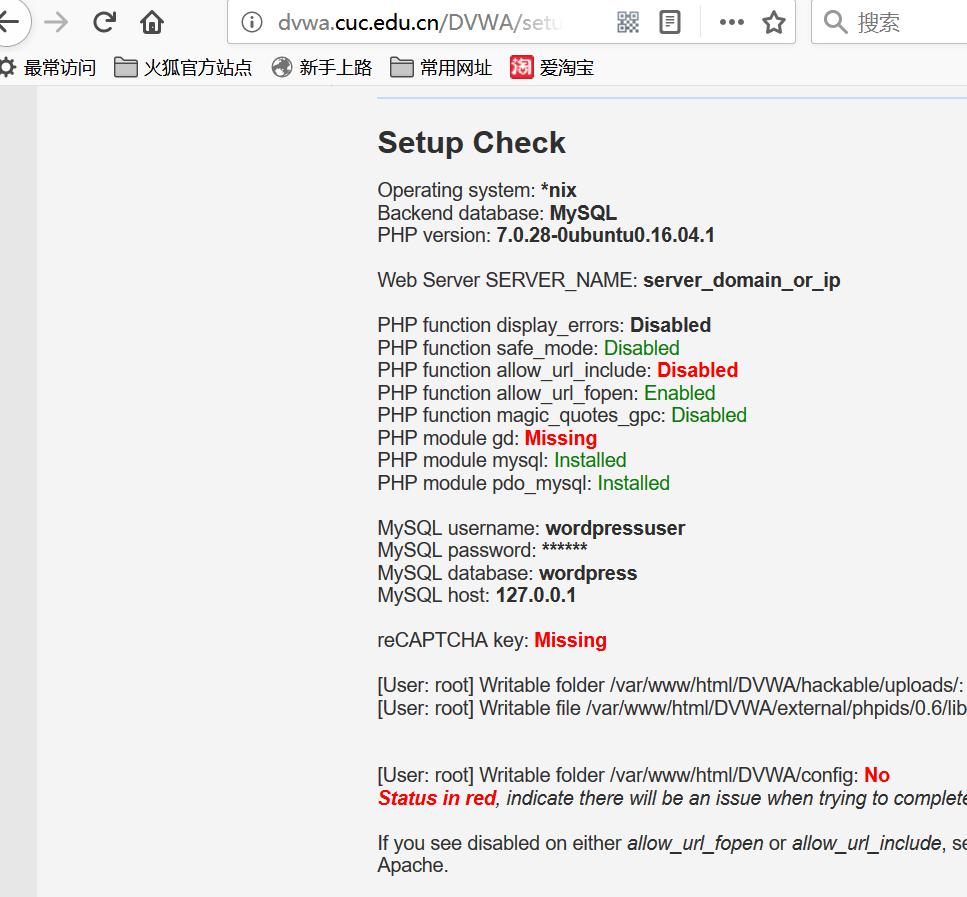 dvwa.cuc.edu.cn/DVWA/setu
搜索
最常访问 火狐官方站点 新手上路 常用网址 淘 爱淘宝
Setup Check
Operating system: *nix
Backend database: MySQL
PHP version: 7.0.28-0ubuntu0.16.04.1
Web Server SERVER_NAME: server_domain_or_ip
PHP function display_errors: Disabled
PHP function safe_mode: Disabled
PHP function allow_url_include: Disabled
PHP function allow_url_fopen: Enabled
PHP function magic_quotes_gpc: Disabled
PHP module gd: Missing
PHP module mysql: Installed
PHP module pdo_mysql: Installed
MySQL username: wordpressuser
MySQL password: ******
MySQL database: wordpress
MySQL host: 127.0.0.1
reCAPTCHA key: Missing
[User: root] Writable folder /var/www/html/DVWA/hackable/uploads/:
[User: root] Writable file /var/www/html/DVWA/external/phpids/0.6/lib
[User: root] Writable folder /var/www/html/DVWA/config: No
Status in red, indicate there will be an issue when trying to complete
If you see disabled on either allow_url_fopen or allow_url_include, se
Apache.